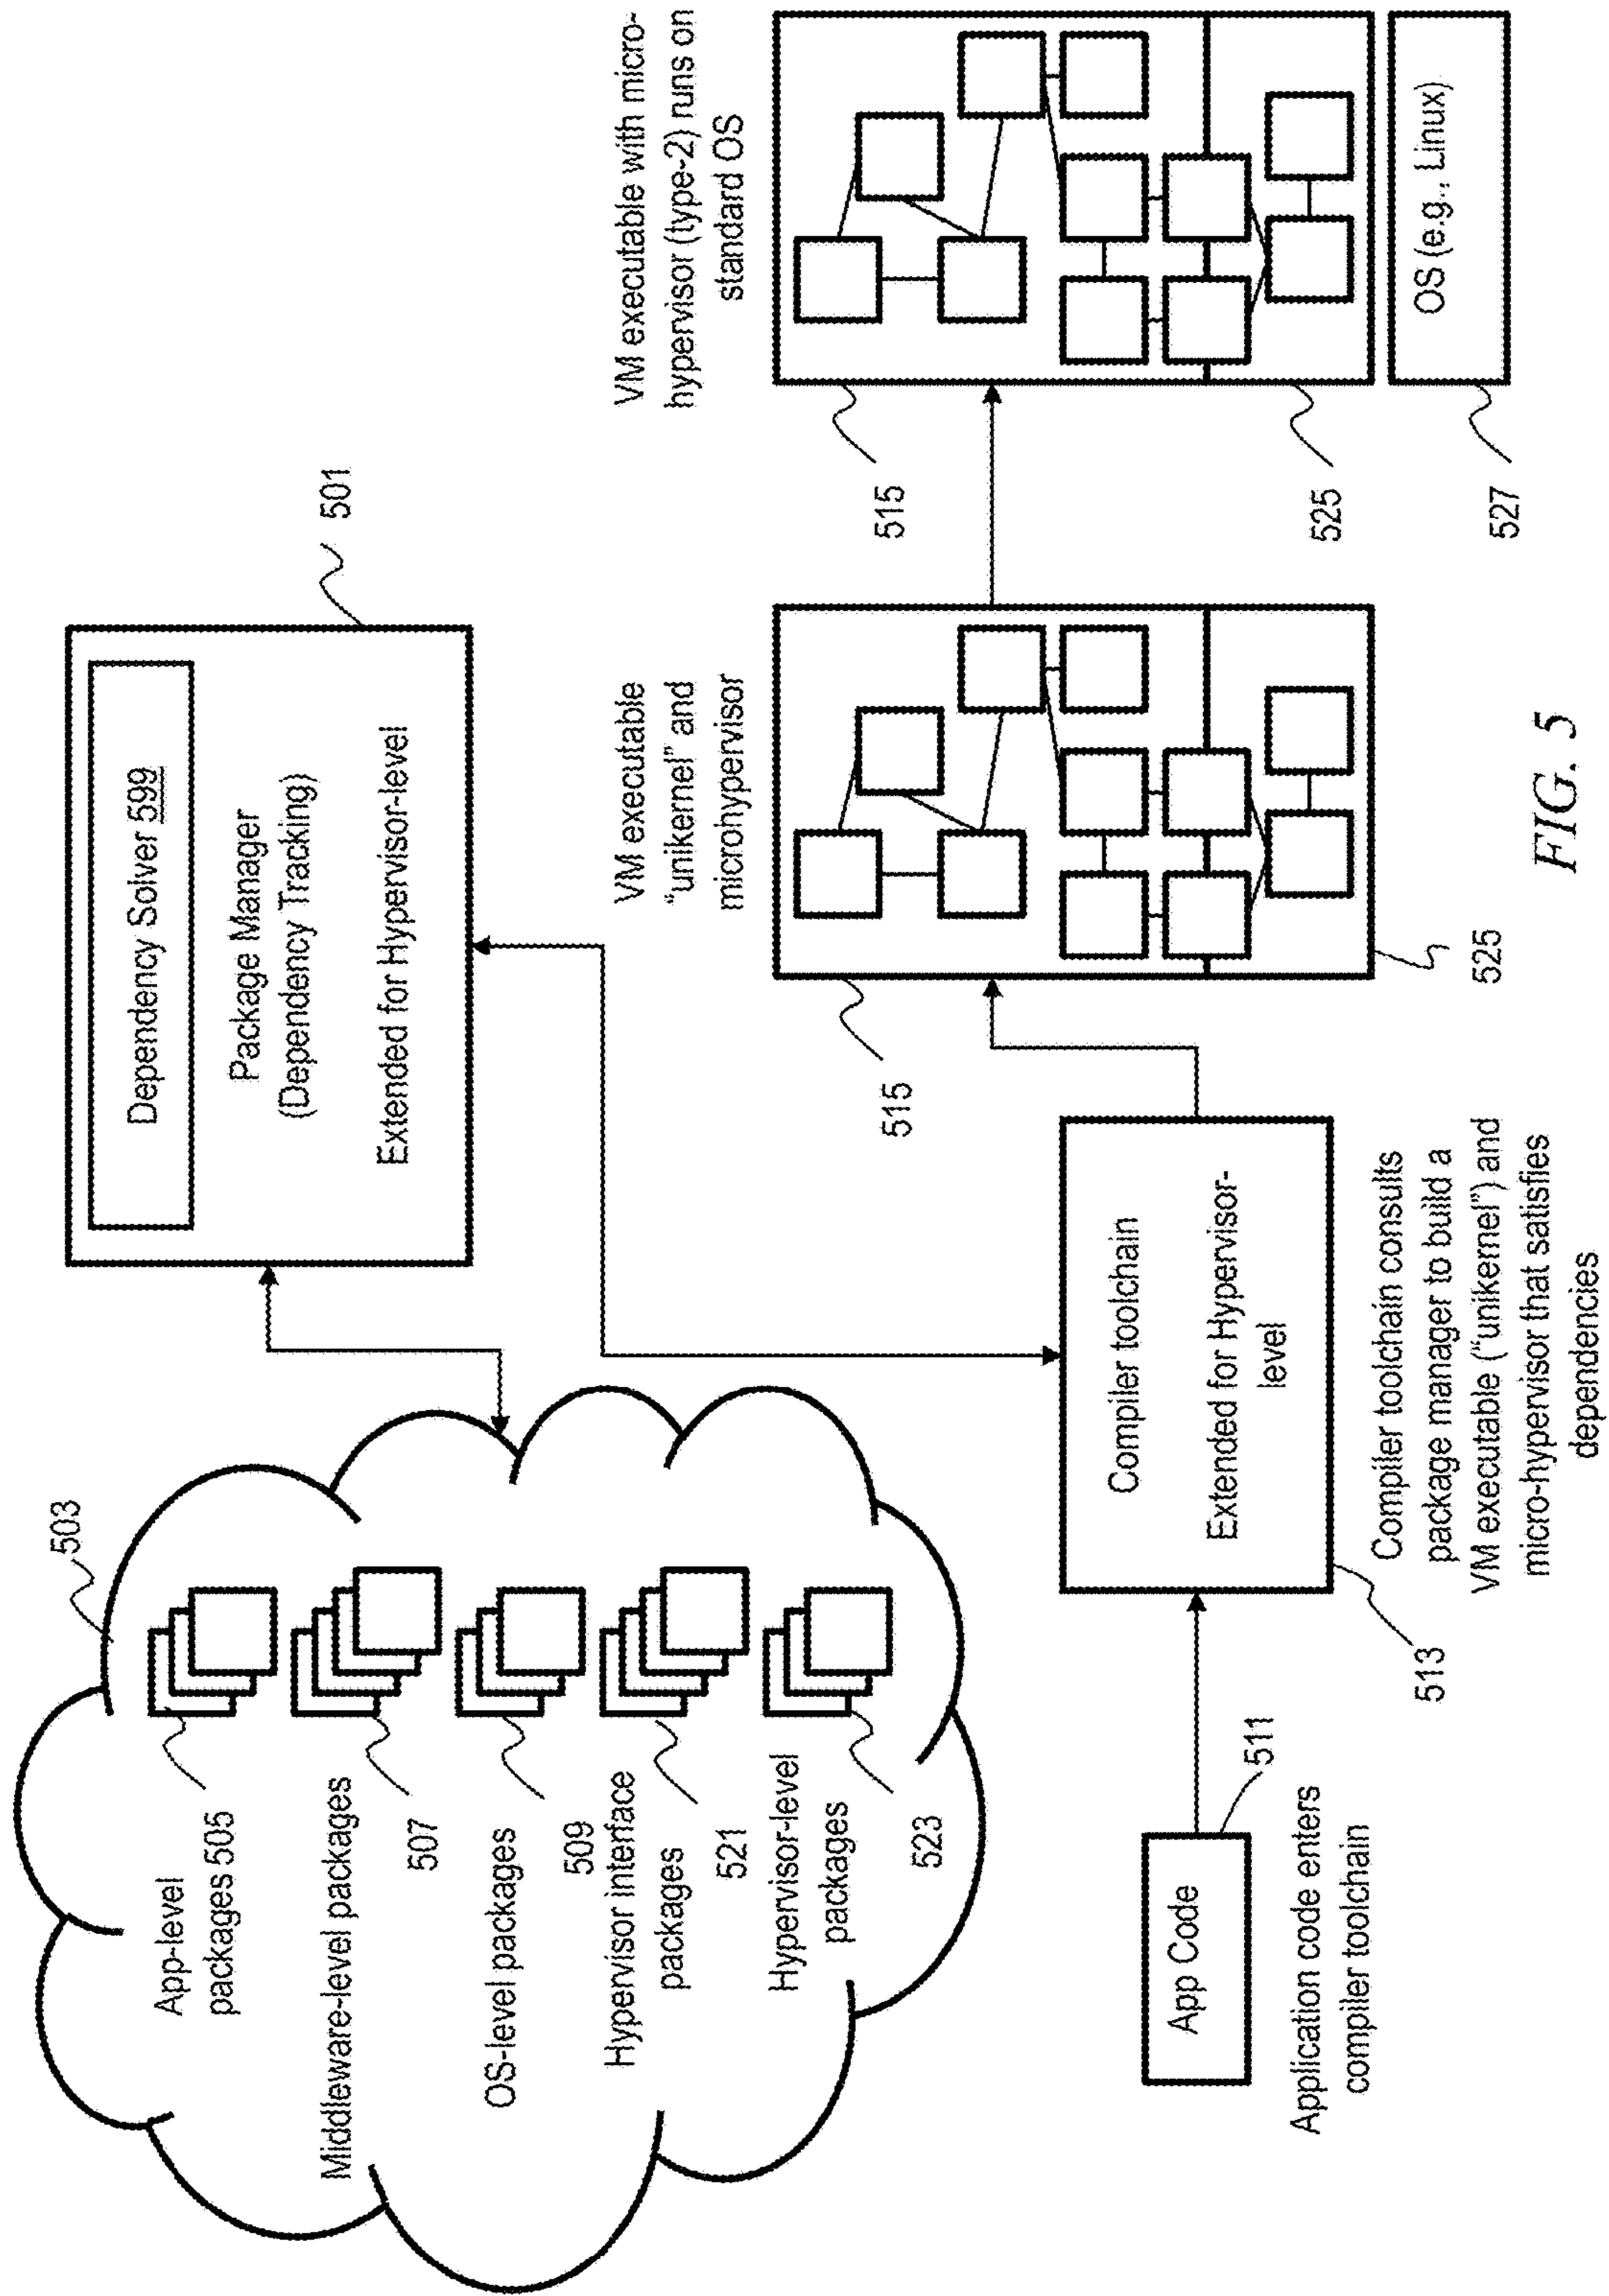 503
App-level
packages 505
Middleware-level packages
507
OS-level packages
509
Hypervisor interface
packages
521
Hypervisor-level
packages
523
Dependency Solver 599
Package Manager
(Dependency Tracking)
Extended for Hypervisor-level
501
App Code
511
Application code enters
compiler toolchain
Compiler toolchain
Extended for Hypervisor-
level
513
Compiler toolchain consults
package manager to build a
VM executable ("unikernel") and
micro-hypervisor that satisfies
dependencies
VM executable
“unikernel” and
microhypervisor
515
525
VM executable with micro-
hypervisor (type-2) runs on
standard OS
515
525
OS (e.g., Linux)
527
FIG. 5